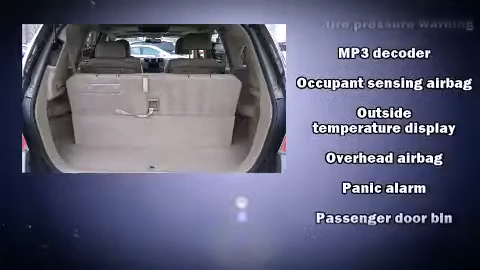 tire pressure warning
MP3 decoder
Occupant sensing airbag
Outside
temperature display
Overhead airbag
Panic alarm
Passenger door bin